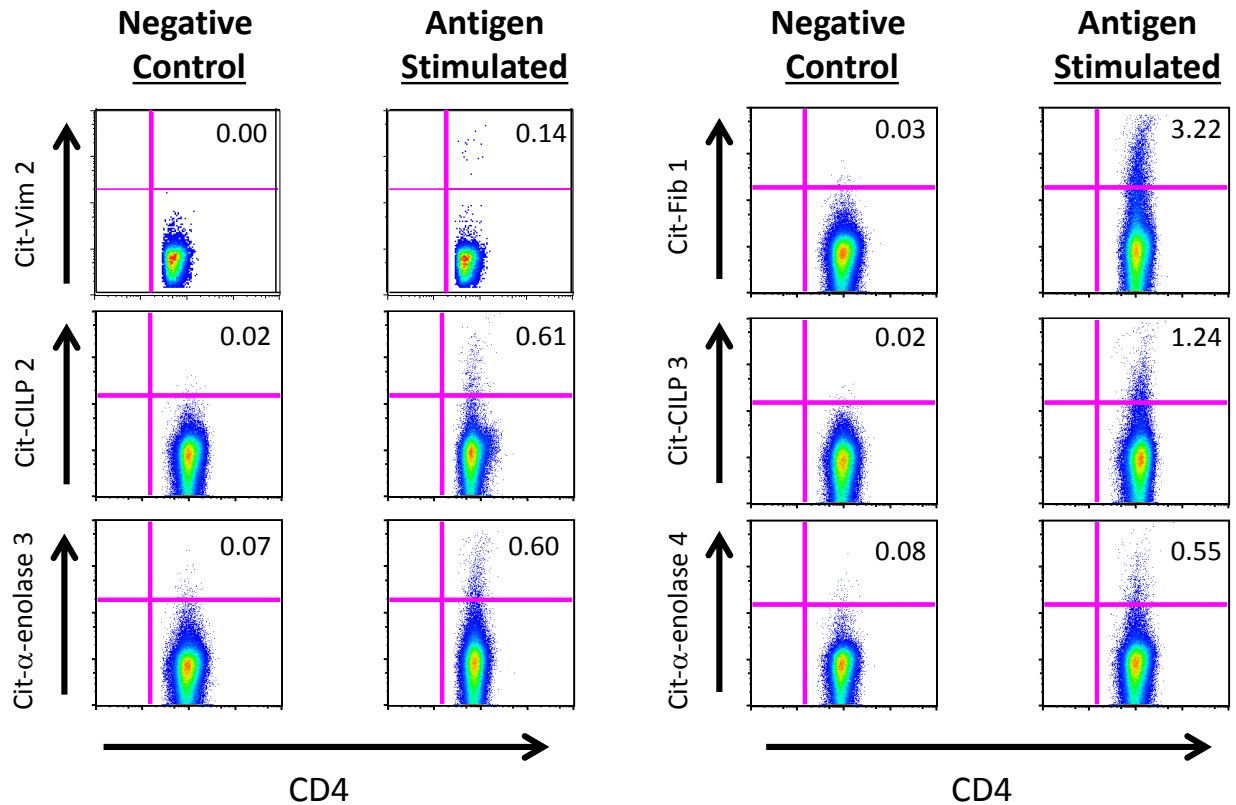 Negative
Control
Antigen
Stimulated
Negative
Control
Antigen
Stimulated
Cit-Vim 2
0.00
0.14
Cit-Fib 1
0.03
3.22
Cit-CILP 2
0.02
0.61
Cit-CILP 3
0.02
1.24
Cit-α-enolase 3
0.07
0.60
Cit-α-enolase 4
0.08
0.55
CD4
CD4